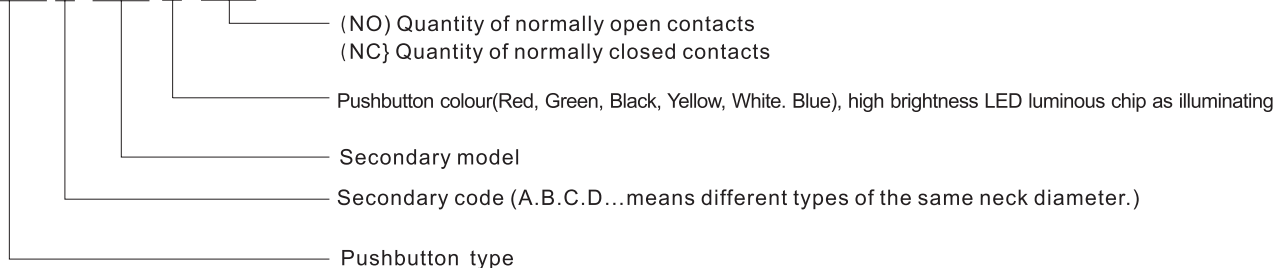 (NO) Quantity of normally open contacts
(NC} Quantity of normally closed contacts
Pushbutton colour(Red, Green, Black, Yellow, White. Blue), high brightness LED luminous chip as illuminating
Secondary model
Secondary code (A.B.C.D...means different types of the same neck diameter.)
Pushbutton type